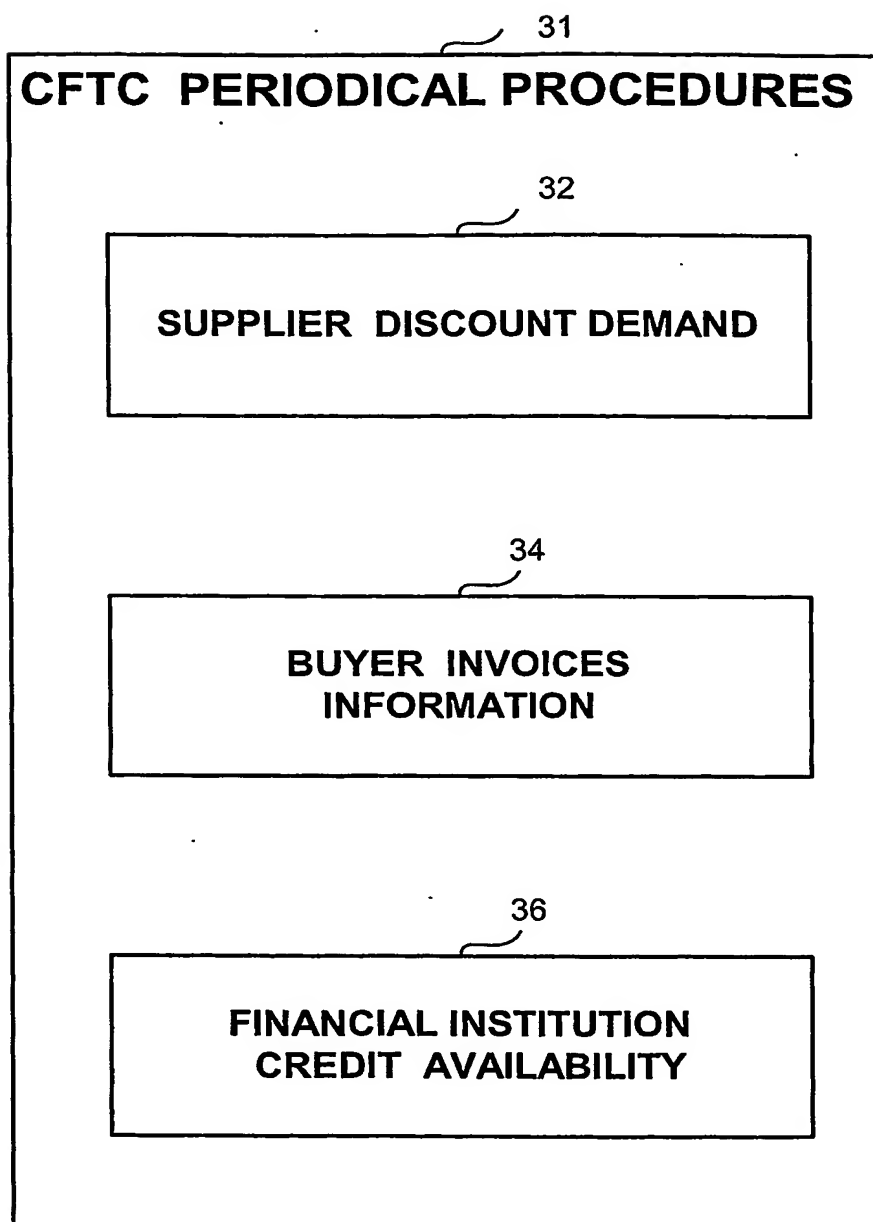 31
CFTC PERIODICAL PROCEDURES
32
SUPPLIER DISCOUNT DEMAND
34
BUYER INVOICES
INFORMATION
36
FINANCIAL INSTITUTION
CREDIT AVAILABILITY